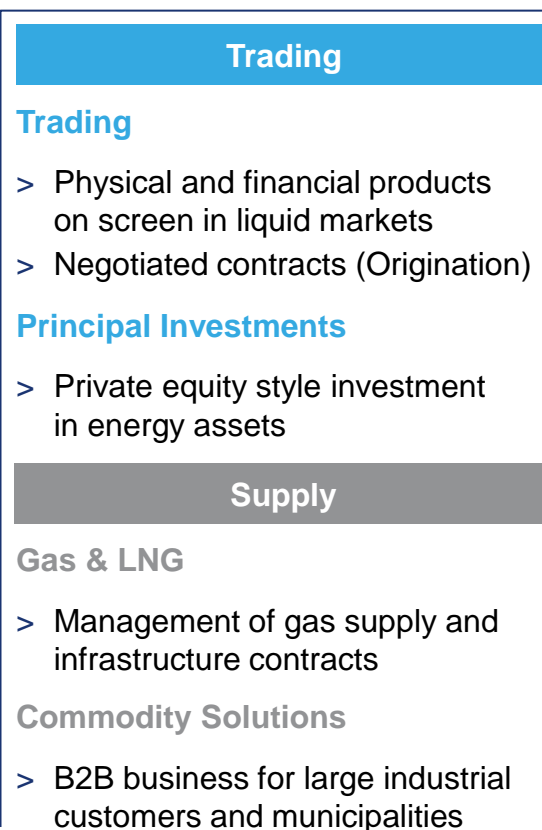 Trading
Trading
> Physical and financial products
on screen in liquid markets
> Negotiated contracts (Origination)
Principal Investments
> Private equity style investment
in energy assets
Supply
Gas & LNG
> Management of gas supply and
infrastructure contracts
Commodity Solutions
> B2B business for large industrial
customers and municipalities